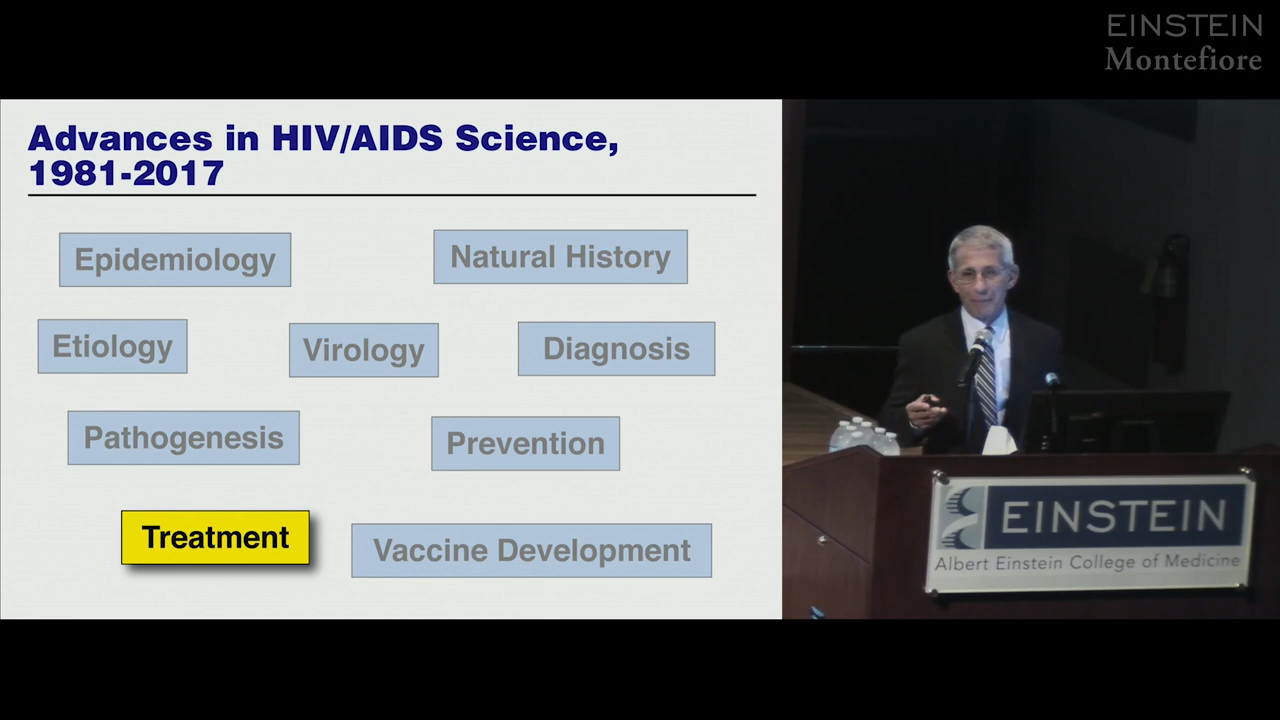 EINSTEIN
Montefiore
Advances in HIV/AIDS Science,
1981-2017
Epidemiology
Natural History
Etiology
Virology
Diagnosis
Pathogenesis
Prevention
Treatment
Vaccine Development
EINSTEIN
Albert Einstein College of Medicine